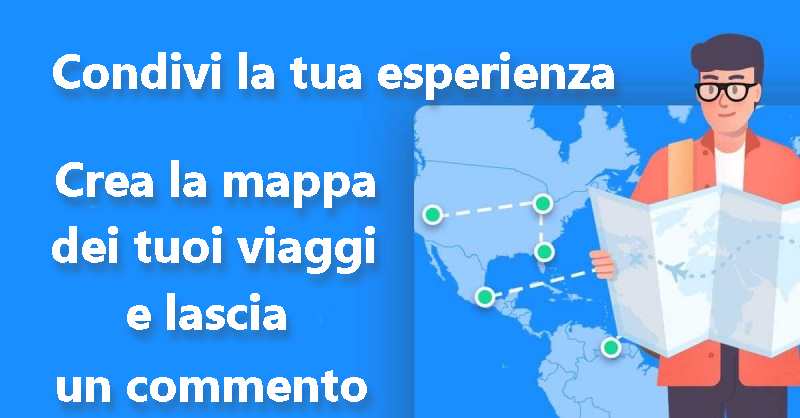 Condivi la tua esperienza
Crea la mappa
dei tuoi viaggi
e lascia
un commento